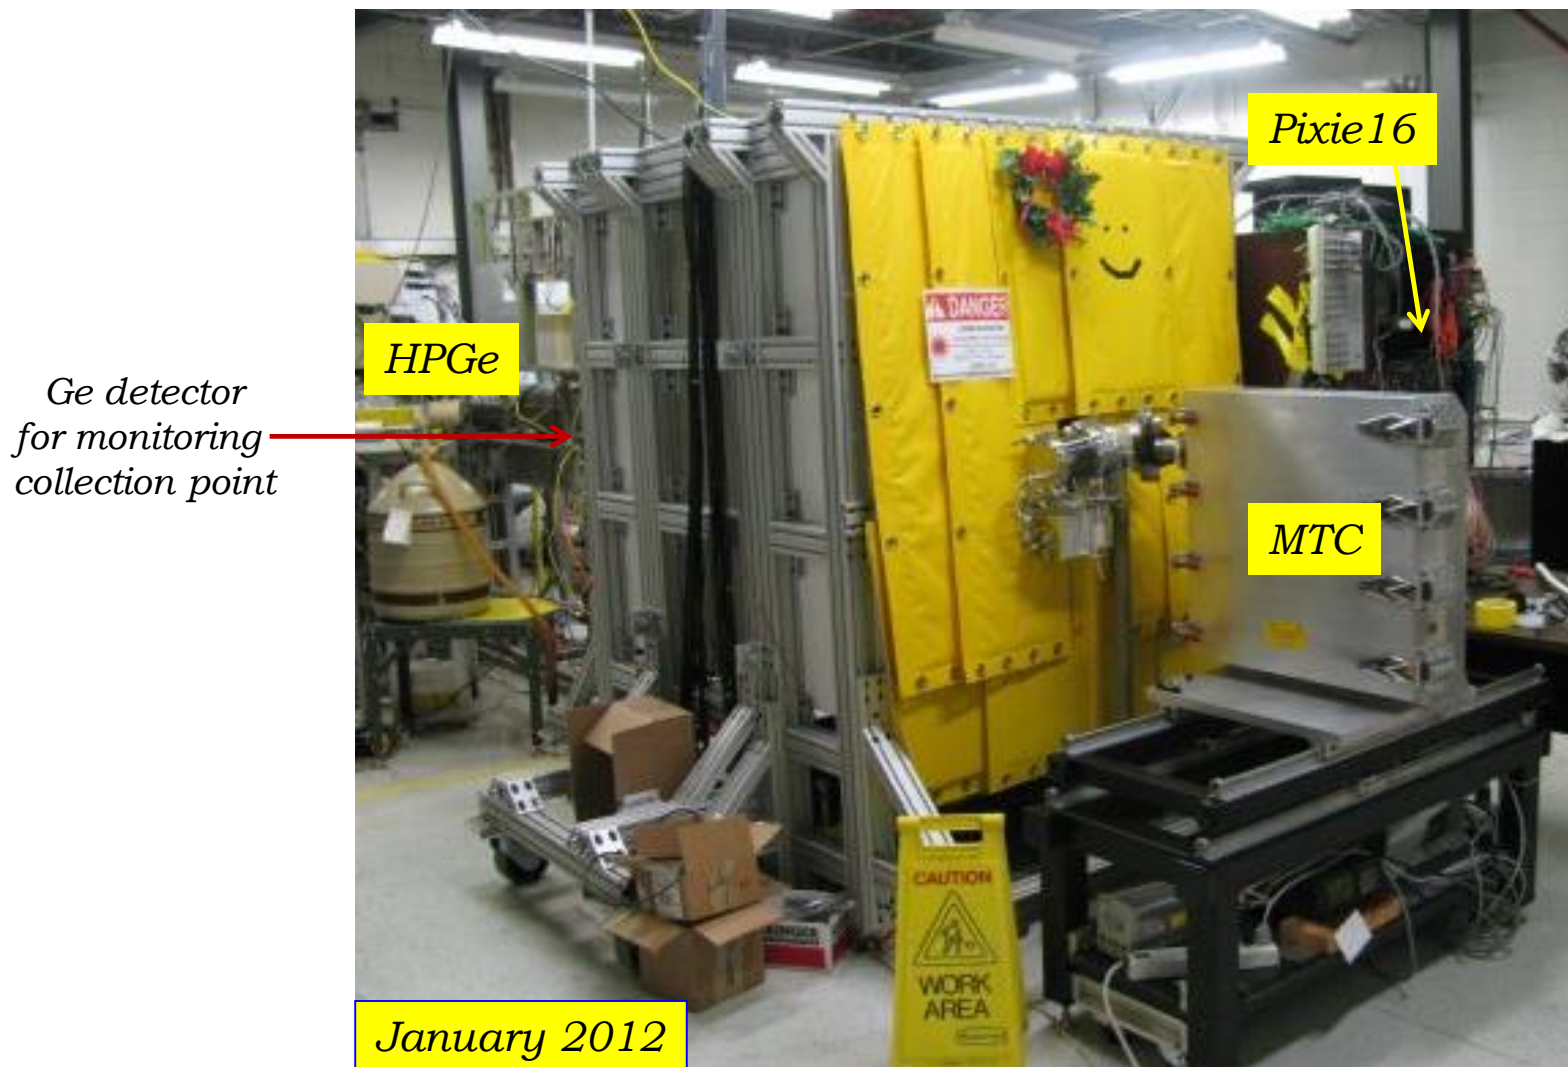 Pixie16
HPGe
Ge detector
for monitoring
collection point
DANGER
MTC
CAUTION
WORK
AREA
January 2012